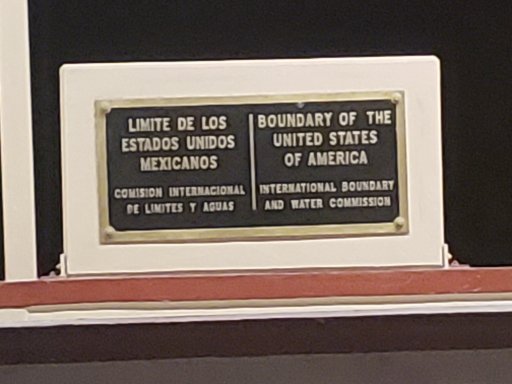 LIMITE DE LOS
ESTADOS UNIDOS
MEXICANOS
COMISION INTERNACIONAL
DE LIMITES Y AGUAS
BOUNDARY OF THE
UNITED STATES
OF AMERICA
INTERNATIONAL BOUNDARY
AND WATER COMMISSION